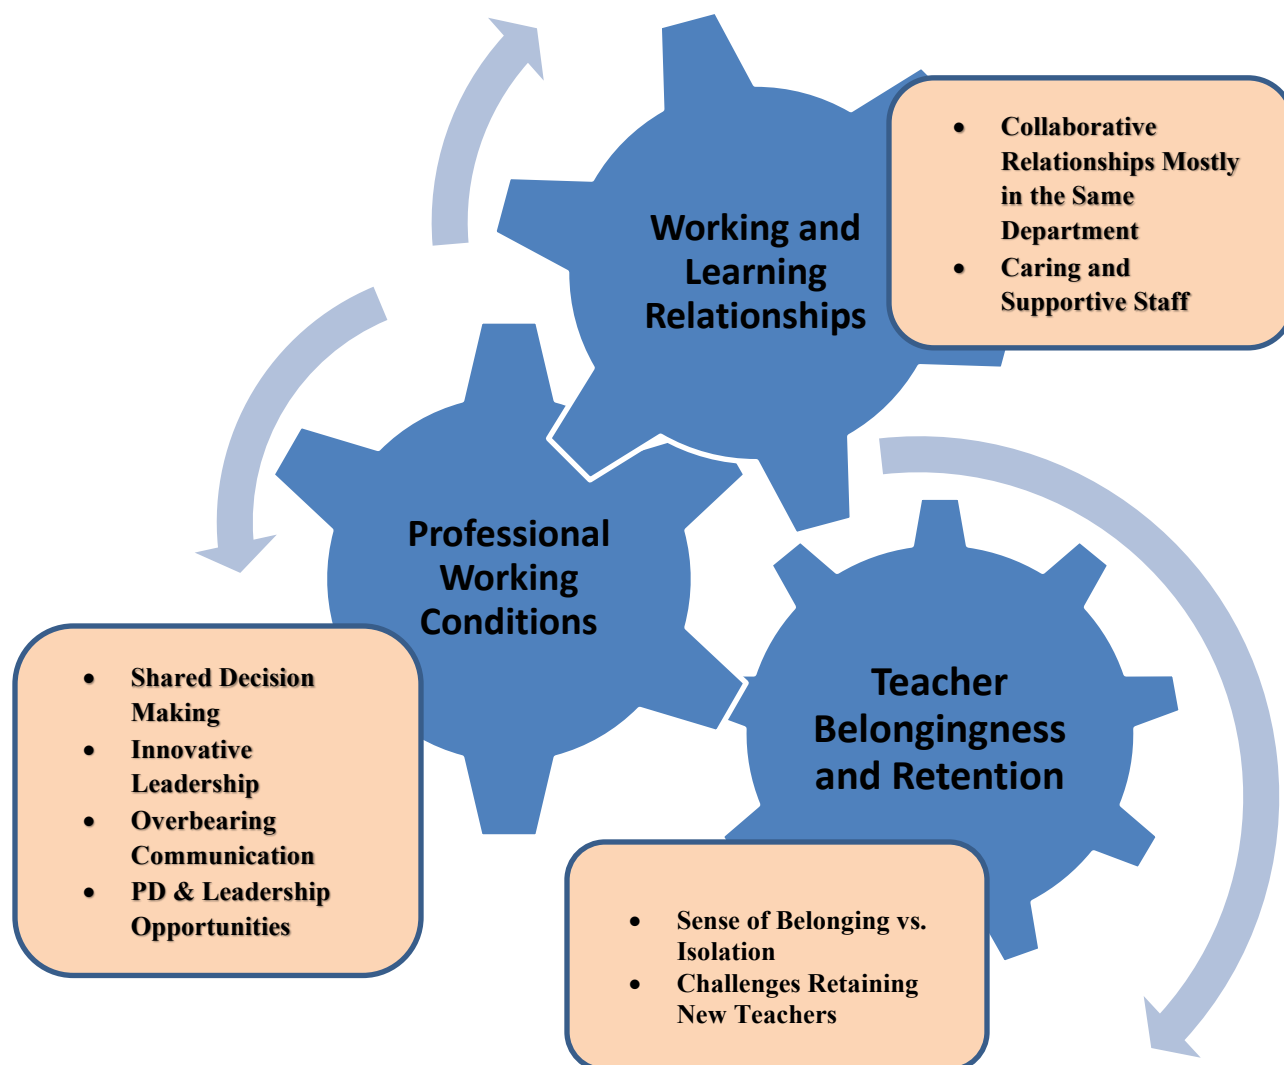 Working and
Learning
Relationships
• Collaborative
Relationships Mostly
in the Same
Department
• Caring and
Supportive Staff
Professional
Working
Conditions
• Shared Decision
Making
• Innovative
Leadership
• Overbearing
Communication
• PD & Leadership
Opportunities
Teacher
Belongingness
and Retention
• Sense of Belonging vs.
Isolation
• Challenges Retaining
New Teachers